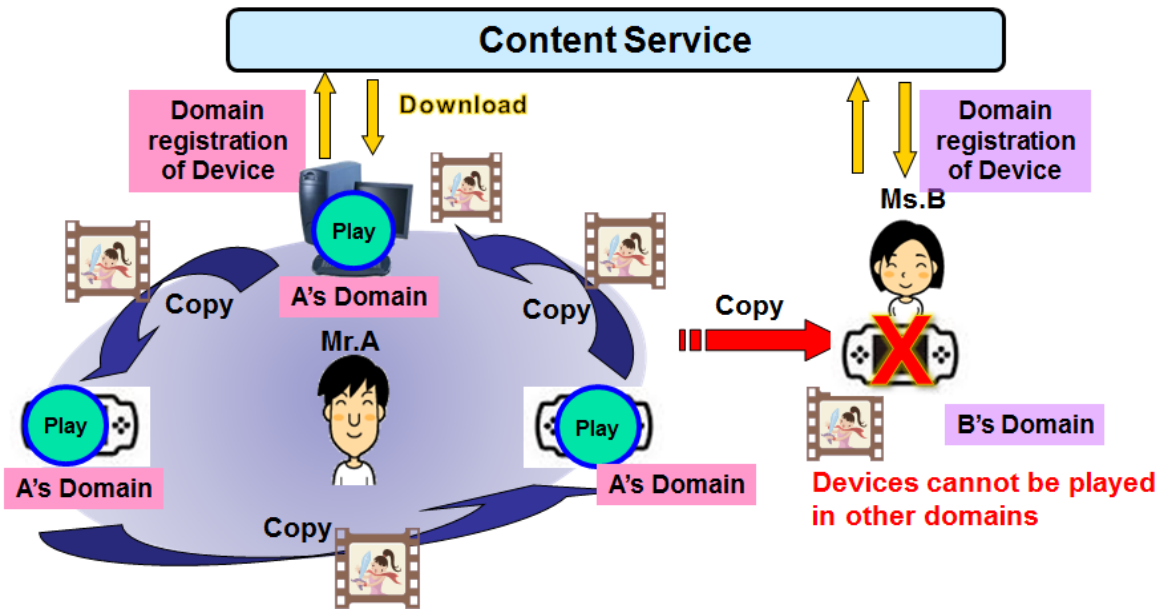 Content Service
Domain
registration
of Device
Download
Domain
registration
of Device
Ms.B
Play
A's Domain
Copy
Copy
Copy
Mr.A
Play
A's Domain
Play
A's Domain
Copy
B's Domain
Devices cannot be played
in other domains